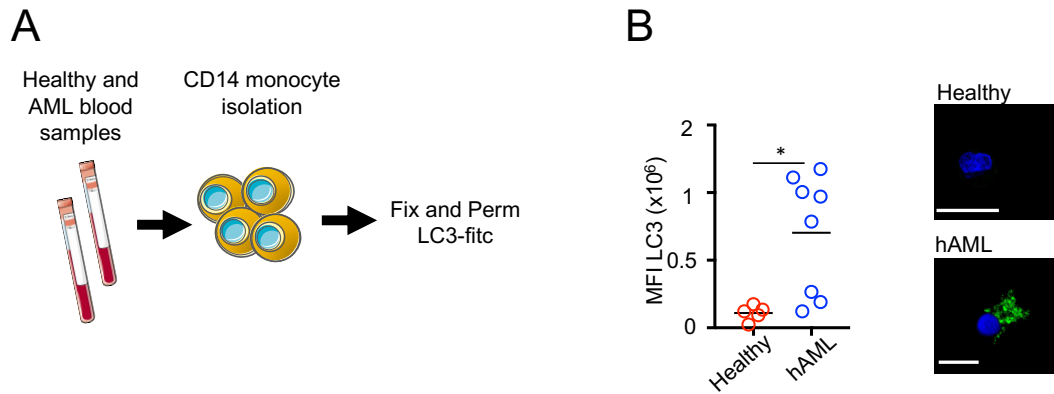 A
Healthy and
AML blood
samples
CD14 monocyte
isolation
Fix and Perm
LC3-fitc
B
MFI LC3 (x10⁶)
2
1
0.5
0
*
Healthy
hAML
Healthy
hAML